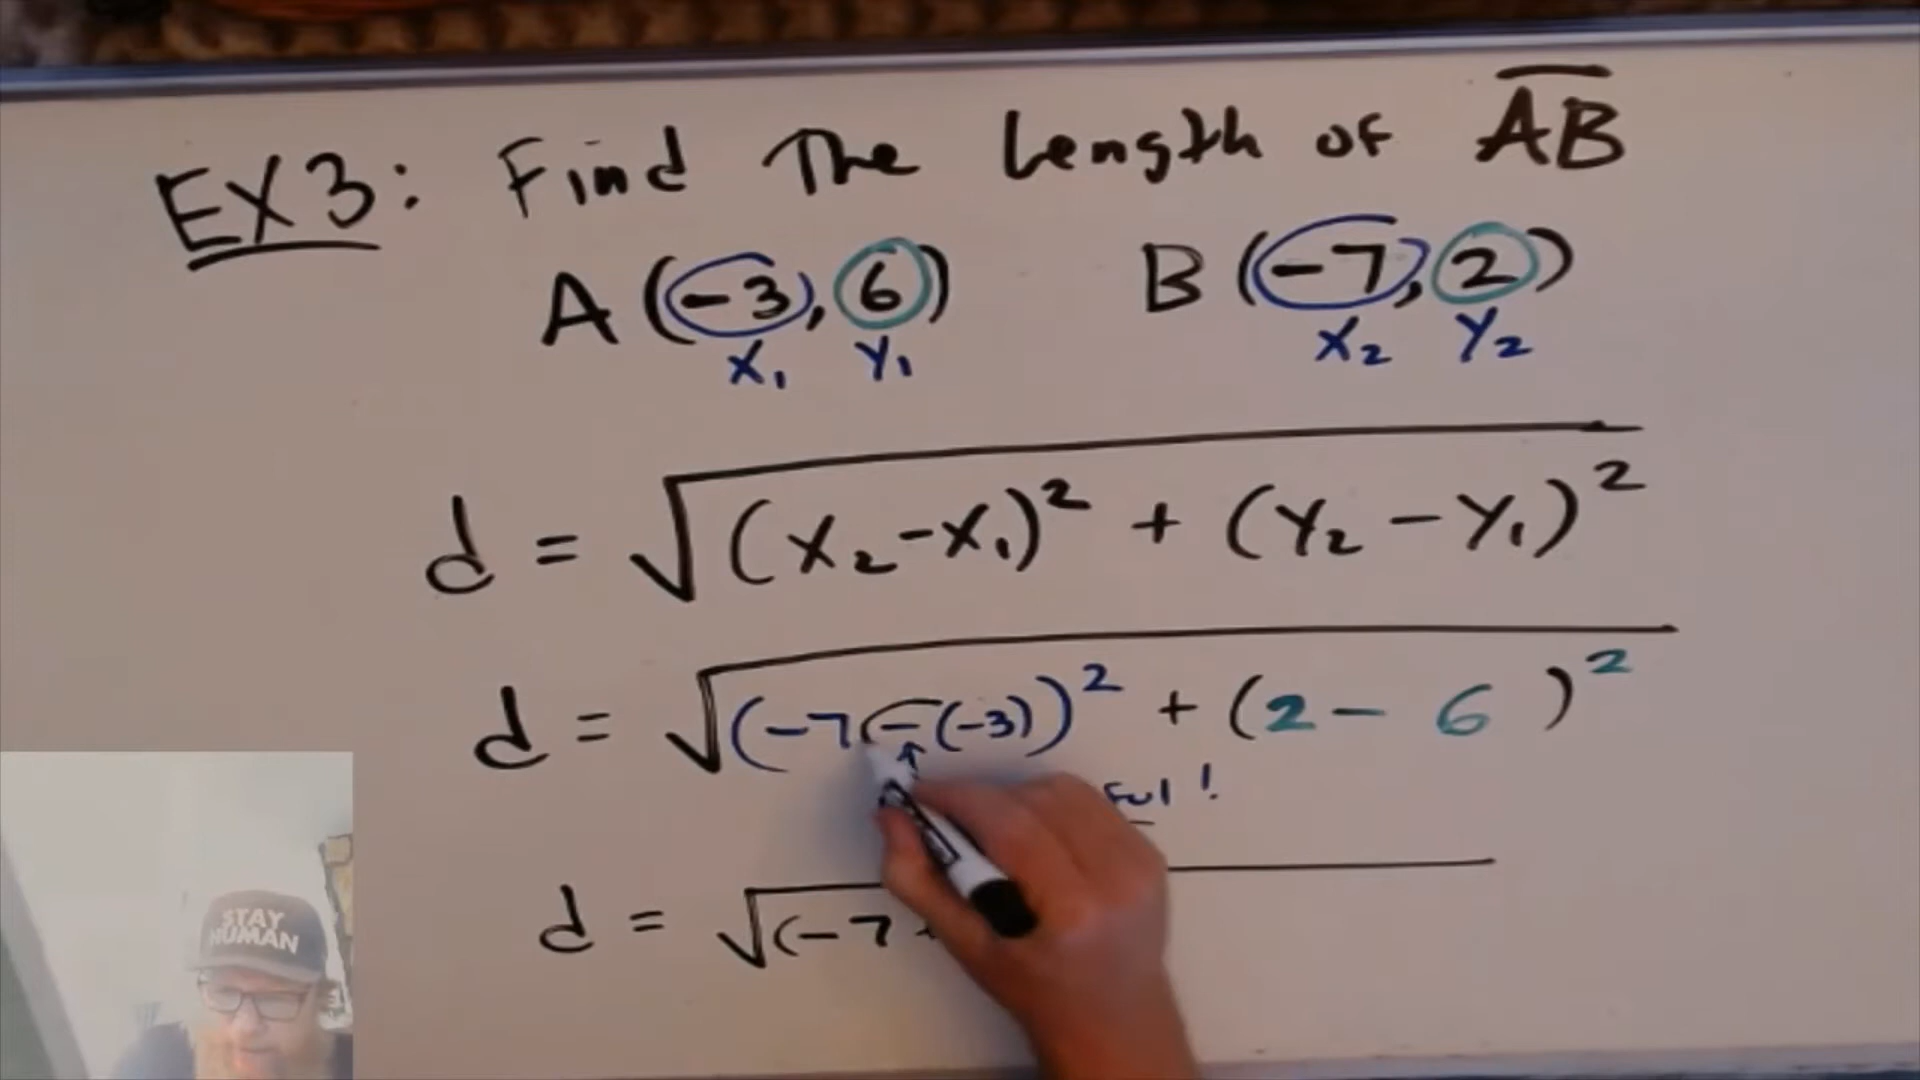 EX3: Find The Length of AB
A (-3, 6) B (-7, 2)
X₁ Y₁ X₂ Y₂
d = √(X₂-X₁)² + (Y₂-Y₁)²
d = √(-7-(-3))² + (2-6)²
d = √(-7
STAY
HUMAN